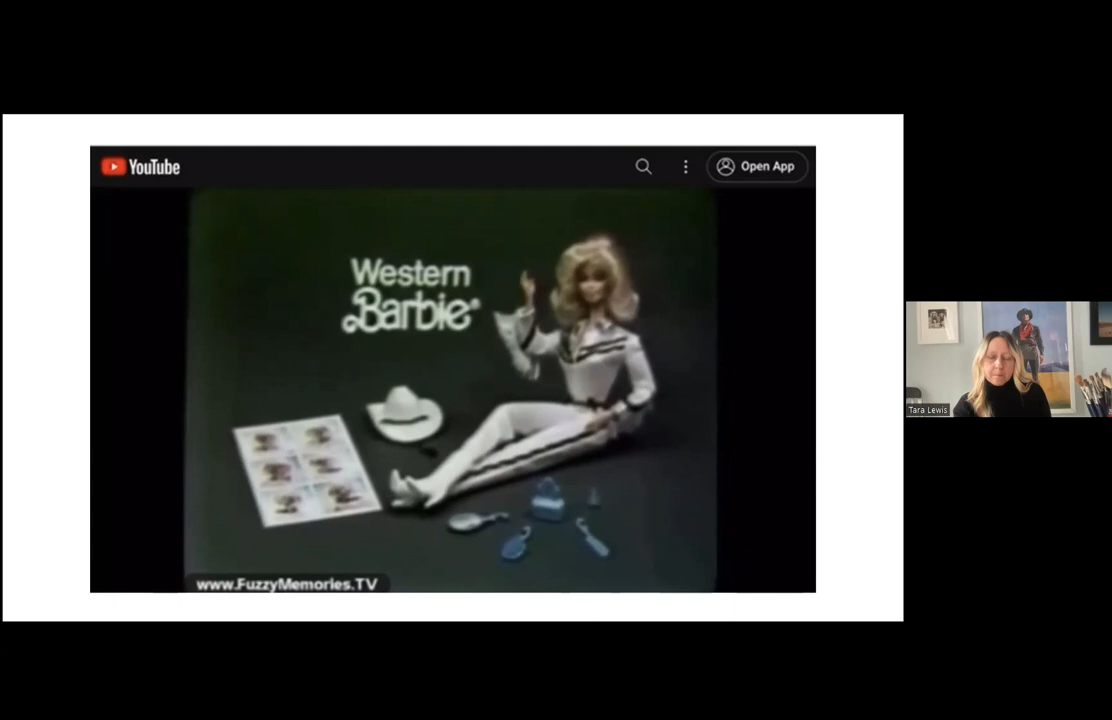 YouTube
Open App
Western
Barbie®
www.FuzzyMemories.TV
Tara Lewis